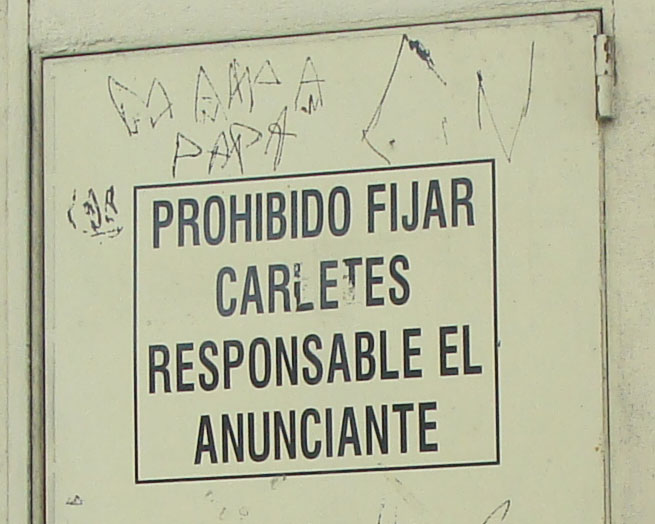 PAPA
PROHIBIDO FIJAR
CARLETES
RESPONSABLE EL
ANUNCIANTE